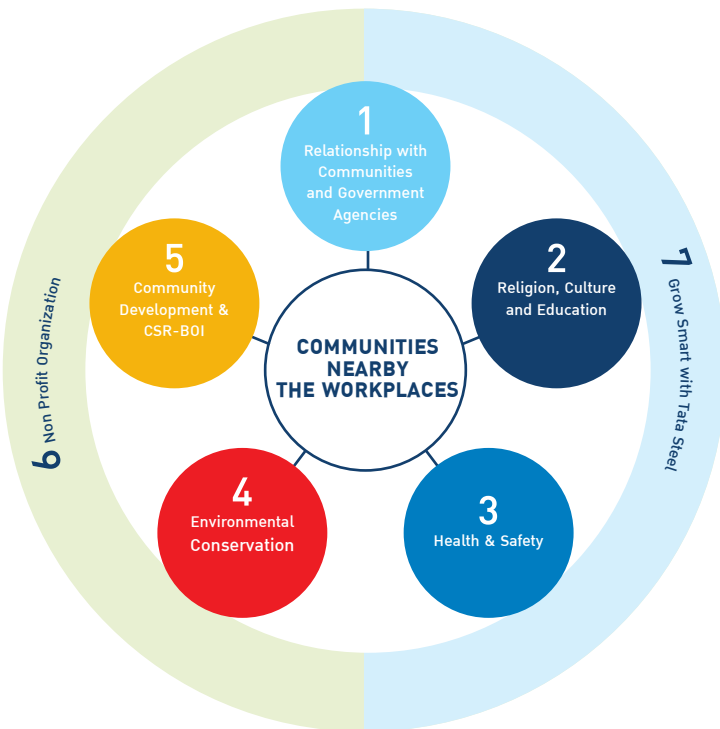 1
Relationship with
Communities
and Government
Agencies
2
Religion, Culture
and Education
3
Health & Safety
4
Environmental
Conservation
5
Community
Development &
CSR-BOI
COMMUNITIES
NEARBY
THE WORKPLACES
6 Non Profit Organization
7 Grow Smart with Tata Steel